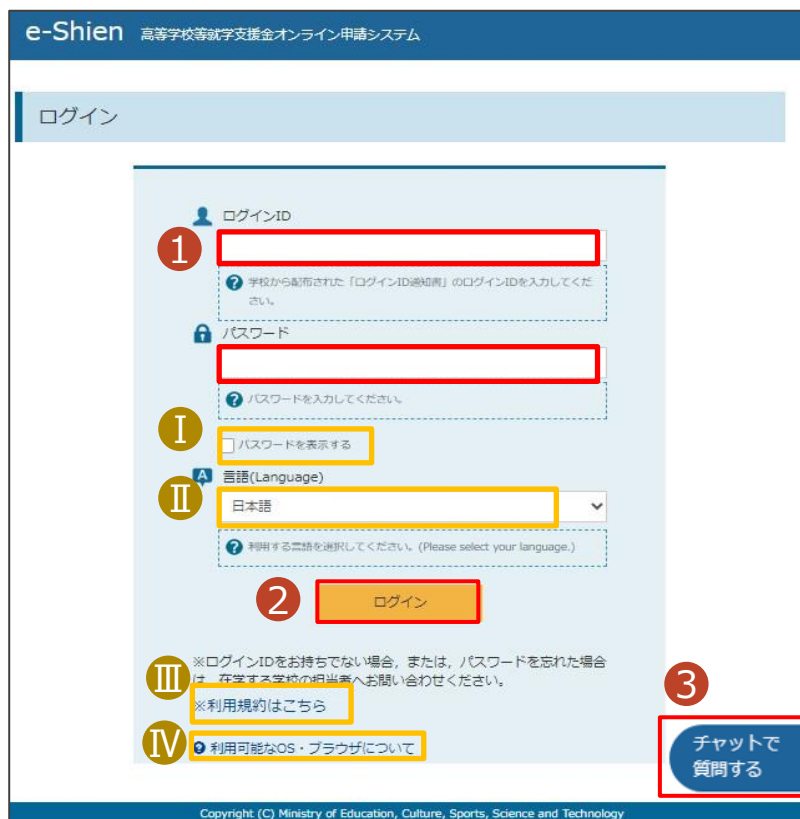 e-Shien 高等学校等就学支援金オンライン申請システム
ログイン
ログインID
1
? 学校から配布された「ログインID通知書」のログインIDを入力してくだ
さい。
パスワード
? パスワードを入力してください。
Ⅰ
パスワードを表示する
A 言語(Language)
Ⅱ
日本語
? 利用する言語を選択してください。(Please select your language.)
2
ログイン
※ログインIDをお持ちでない場合，または，パスワードを忘れた場合
は，在学する学校の担当者へお問い合わせください。
Ⅲ
※利用規約はこちら
3
Ⅳ
? 利用可能なOS・ブラウザについて
チャットで
質問する
Copyright (C) Ministry of Education, Culture, Sports, Science and Technology